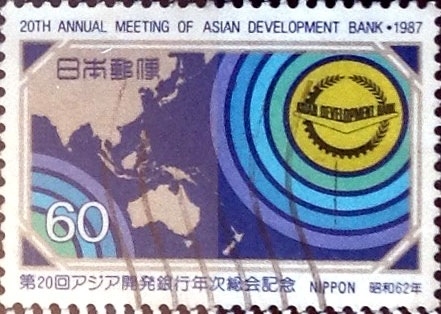 20TH ANNUAL MEETING OF ASIAN DEVELOPMENT BANK・1987
日本郵便
ASIAN DEVELOPMENT BANK
60
第20回アジア開発銀行年次総会記念 NIPPON 昭和62年